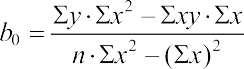 b₀ = (Σy · Σx² − Σxy · Σx) / (n · Σx² − (Σx)²)